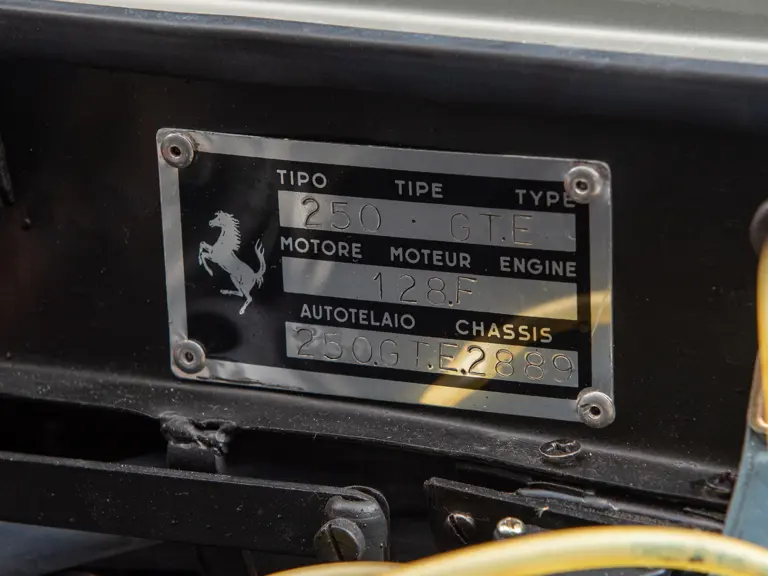 TIPO TIPE TYPE
250 · GT.E.
MOTORE MOTEUR ENGINE
128.F
AUTOTELAIO CHASSIS
250.GT.E.2889